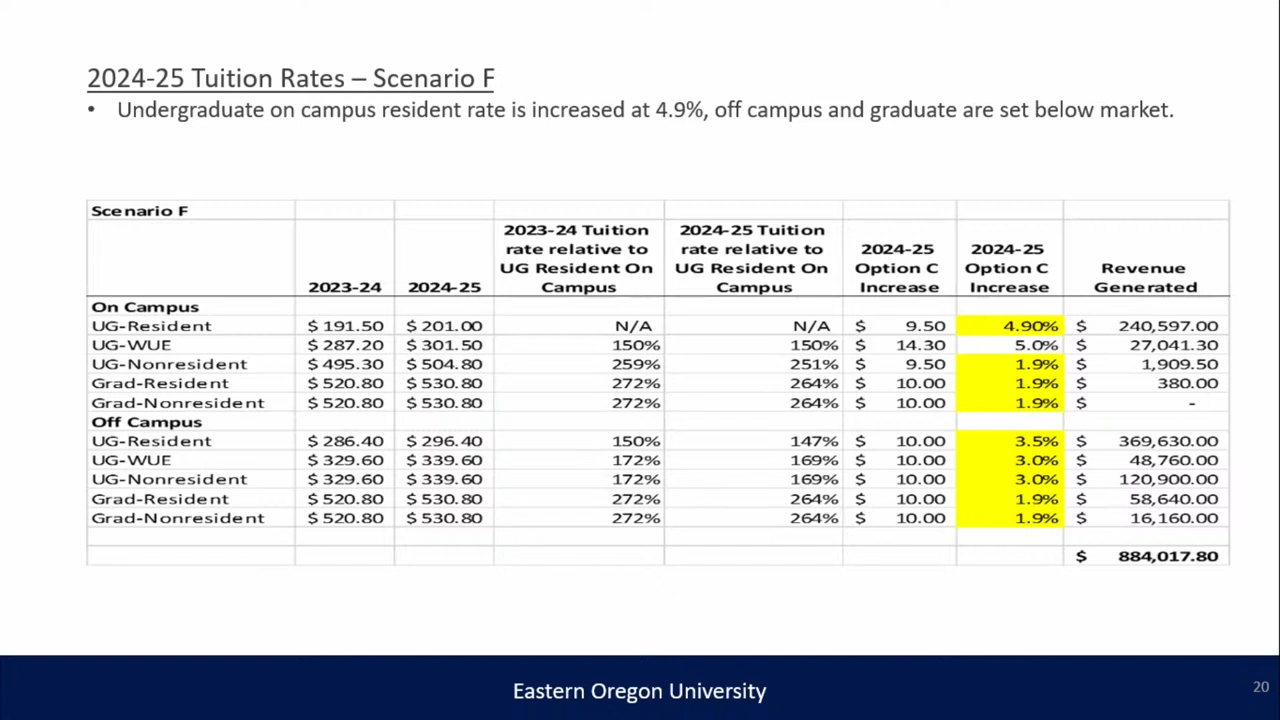 2024-25 Tuition Rates – Scenario F
• Undergraduate on campus resident rate is increased at 4.9%, off campus and graduate are set below market.
Scenario F
2023-24 2024-25 2023-24 Tuition rate relative to UG Resident On Campus 2024-25 Tuition rate relative to UG Resident On Campus 2024-25 Option C Increase 2024-25 Option C Increase Revenue Generated
On Campus
UG-Resident $ 191.50 $ 201.00 N/A N/A $ 9.50 4.90% $ 240,597.00
UG-WUE $ 287.20 $ 301.50 150% 150% $ 14.30 5.0% $ 27,041.30
UG-Nonresident $ 495.30 $ 504.80 259% 251% $ 9.50 1.9% $ 1,909.50
Grad-Resident $ 520.80 $ 530.80 272% 264% $ 10.00 1.9% $ 380.00
Grad-Nonresident $ 520.80 $ 530.80 272% 264% $ 10.00 1.9% $ -
Off Campus
UG-Resident $ 286.40 $ 296.40 150% 147% $ 10.00 3.5% $ 369,630.00
UG-WUE $ 329.60 $ 339.60 172% 169% $ 10.00 3.0% $ 48,760.00
UG-Nonresident $ 329.60 $ 339.60 172% 169% $ 10.00 3.0% $ 120,900.00
Grad-Resident $ 520.80 $ 530.80 272% 264% $ 10.00 1.9% $ 58,640.00
Grad-Nonresident $ 520.80 $ 530.80 272% 264% $ 10.00 1.9% $ 16,160.00
$ 884,017.80
Eastern Oregon University
20